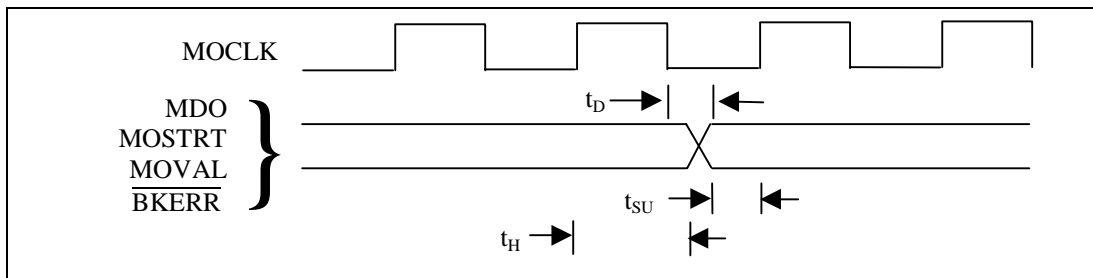 MOCLK
MDO
MOSTRT
MOVAL
BKERR
tD
tSU
tH